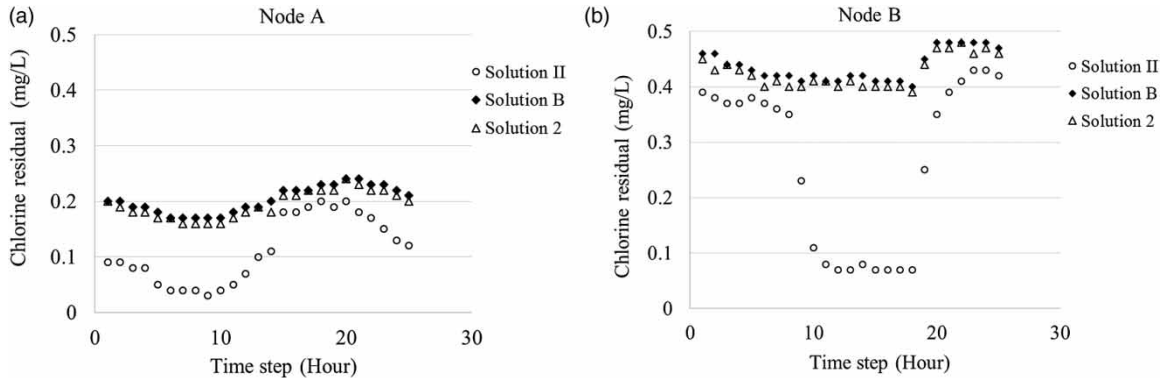 (a)
Node A
Chlorine residual (mg/L)
0.5
0.4
0.3
0.2
0.1
0
0
10
20
30
Time step (Hour)
Solution II
Solution B
Solution 2
(b)
Node B
Chlorine residual (mg/L)
0.5
0.4
0.3
0.2
0.1
0
0
10
20
30
Time step (Hour)
Solution II
Solution B
Solution 2